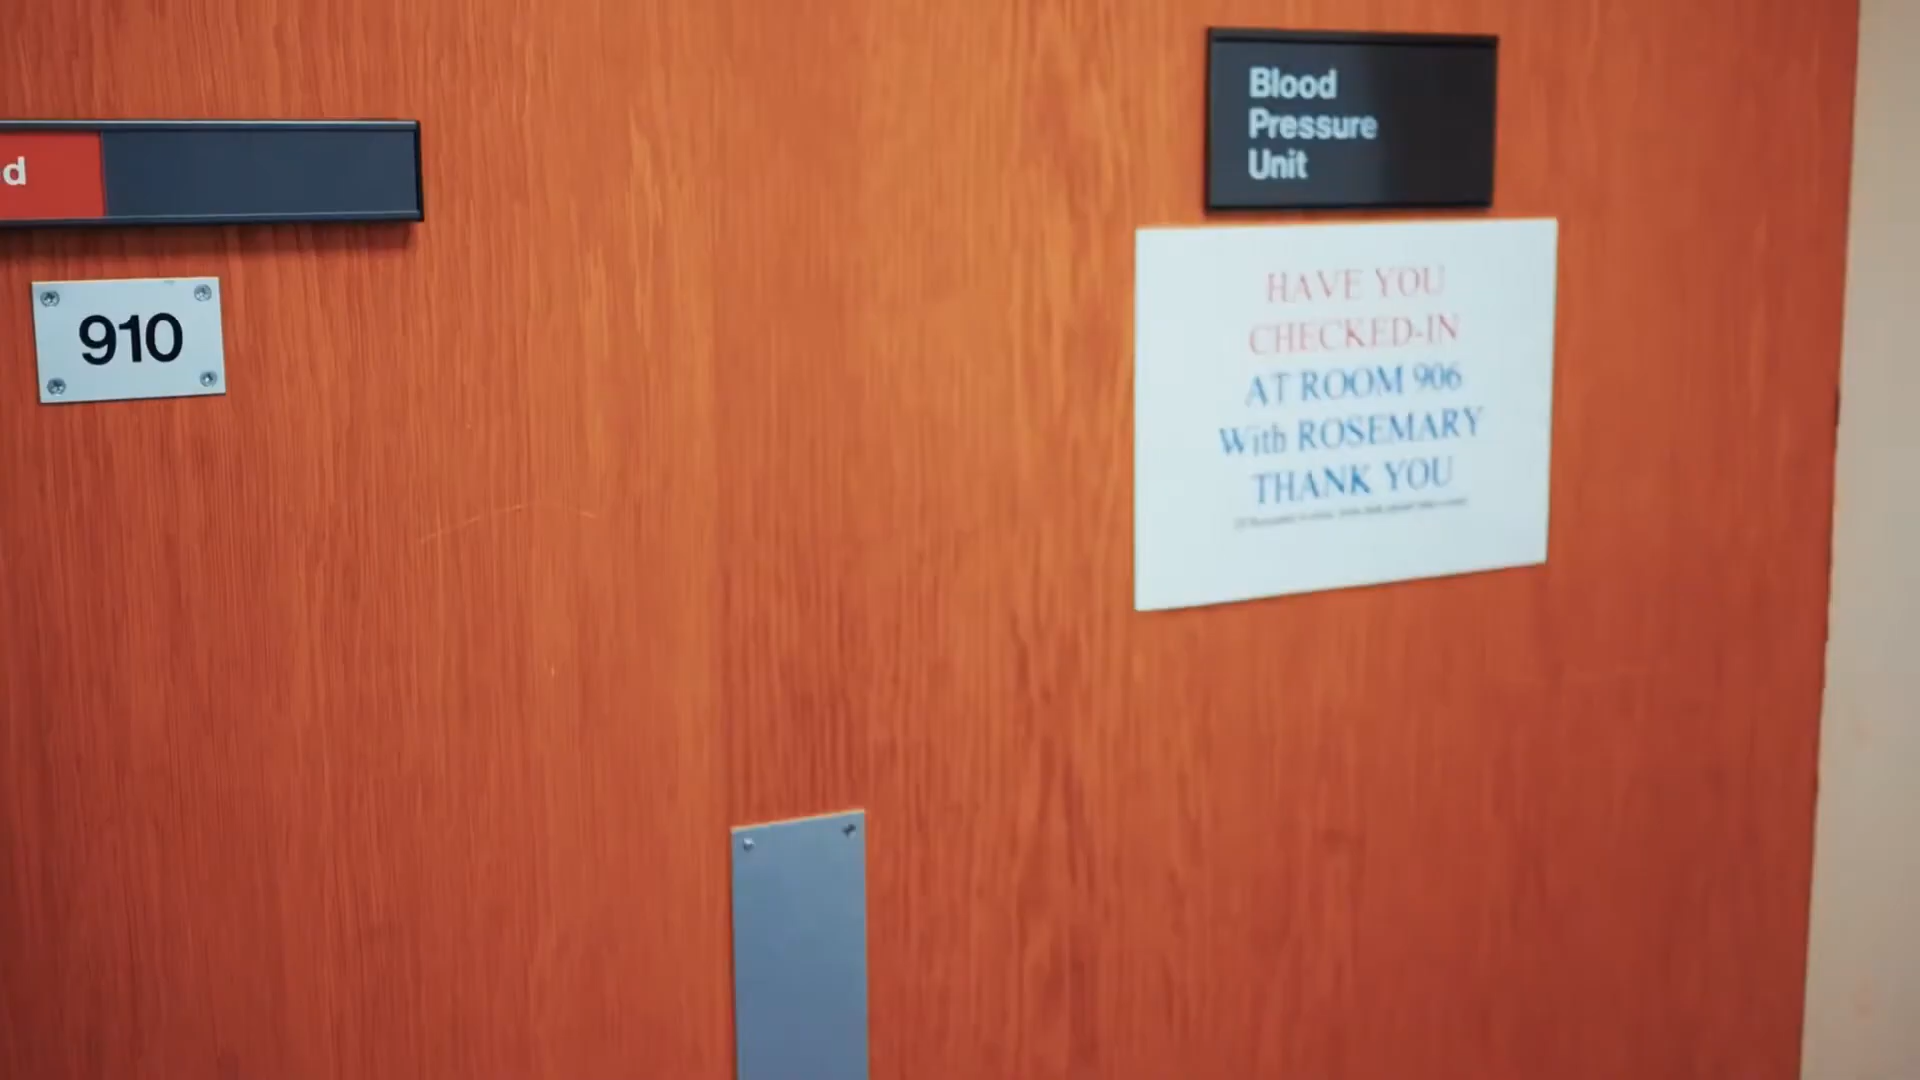 d
910
Blood
Pressure
Unit
HAVE YOU
CHECKED-IN
AT ROOM 906
With ROSEMARY
THANK YOU